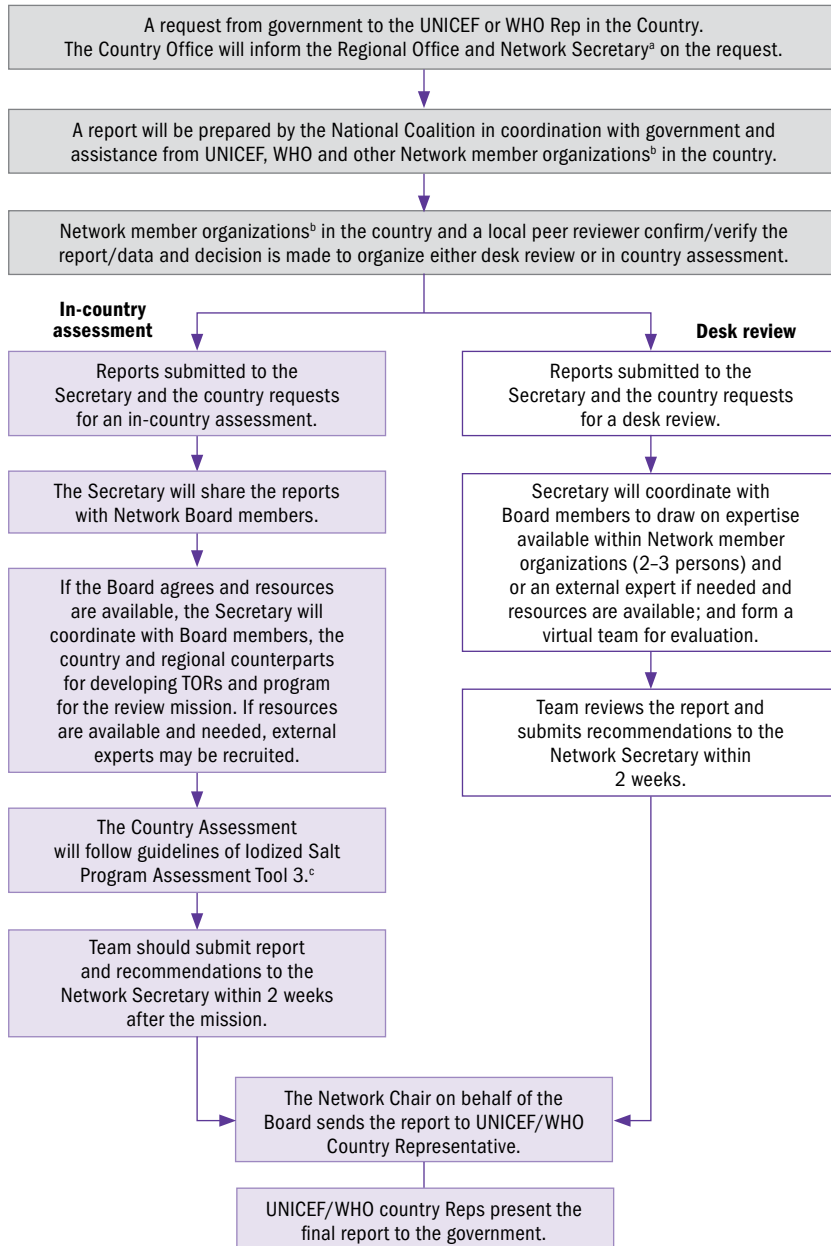 A request from government to the UNICEF or WHO Rep in the Country.
The Country Office will inform the Regional Office and Network Secretaryᵃ on the request.
A report will be prepared by the National Coalition in coordination with government and
assistance from UNICEF, WHO and other Network member organizationsᵇ in the country.
Network member organizationsᵇ in the country and a local peer reviewer confirm/verify the
report/data and decision is made to organize either desk review or in country assessment.
In-country
assessment
Reports submitted to the
Secretary and the country requests
for an in-country assessment.
The Secretary will share the reports
with Network Board members.
If the Board agrees and resources
are available, the Secretary will
coordinate with Board members, the
country and regional counterparts
for developing TORs and program
for the review mission. If resources
are available and needed, external
experts may be recruited.
The Country Assessment
will follow guidelines of Iodized Salt
Program Assessment Tool 3.ᶜ
Team should submit report
and recommendations to the
Network Secretary within 2 weeks
after the mission.
Desk review
Reports submitted to the
Secretary and the country requests
for a desk review.
Secretary will coordinate with
Board members to draw on expertise
available within Network member
organizations (2–3 persons) and
or an external expert if needed and
resources are available; and form a
virtual team for evaluation.
Team reviews the report and
submits recommendations to the
Network Secretary within
2 weeks.
The Network Chair on behalf of the
Board sends the report to UNICEF/WHO
Country Representative.
UNICEF/WHO country Reps present the
final report to the government.